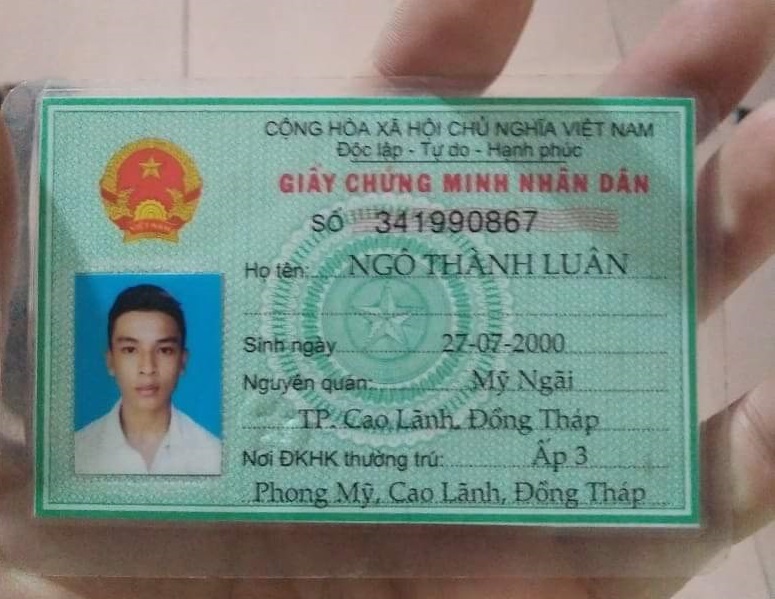 CỘNG HÒA XÃ HỘI CHỦ NGHĨA VIỆT NAM
Độc lập - Tự do - Hạnh phúc
GIẤY CHỨNG MINH NHÂN DÂN
SỐ 341990867
Họ tên: NGÔ THÀNH LUÂN
Sinh ngày 27-07-2000
Nguyên quán: Mỹ Ngãi
TP. Cao Lãnh, Đồng Tháp
Nơi ĐKHK thường trú: Ấp 3
Phong Mỹ, Cao Lãnh, Đồng Tháp
VIỆT NAM